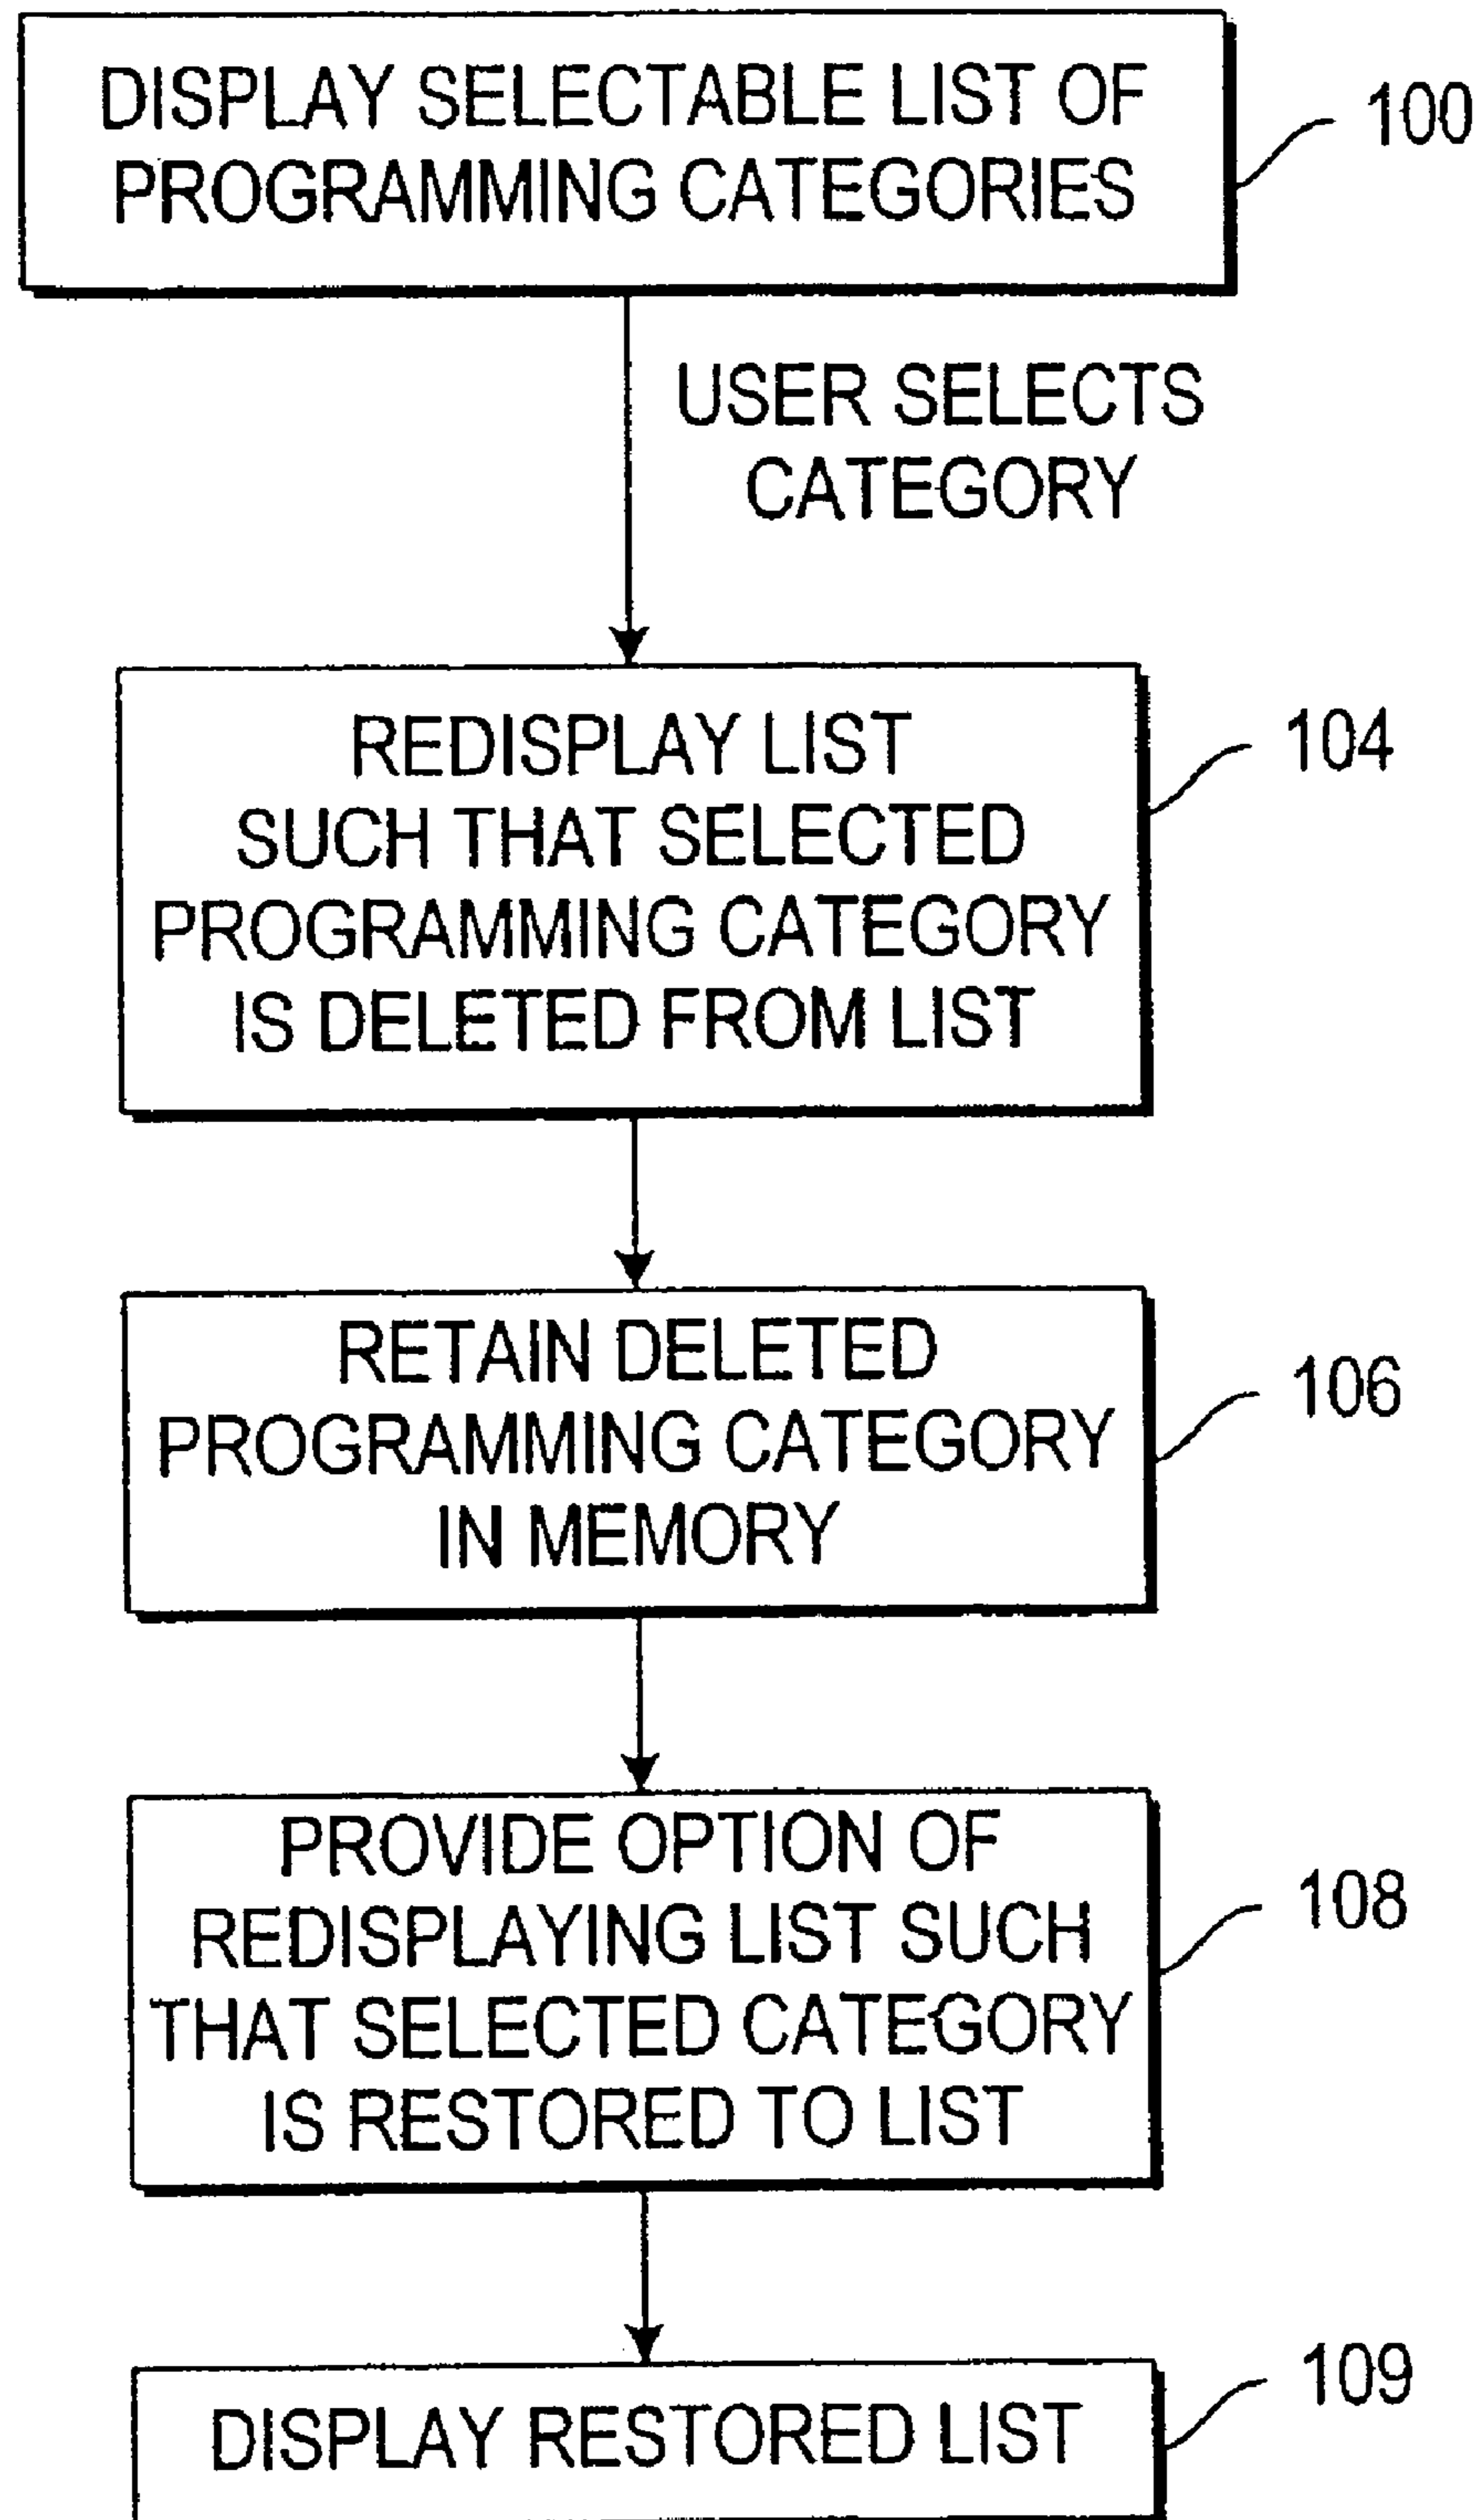 DISPLAY SELECTABLE LIST OF
PROGRAMMING CATEGORIES
100
USER SELECTS
CATEGORY
REDISPLAY LIST
SUCH THAT SELECTED
PROGRAMMING CATEGORY
IS DELETED FROM LIST
104
RETAIN DELETED
PROGRAMMING CATEGORY
IN MEMORY
106
PROVIDE OPTION OF
REDISPLAYING LIST SUCH
THAT SELECTED CATEGORY
IS RESTORED TO LIST
108
DISPLAY RESTORED LIST
109